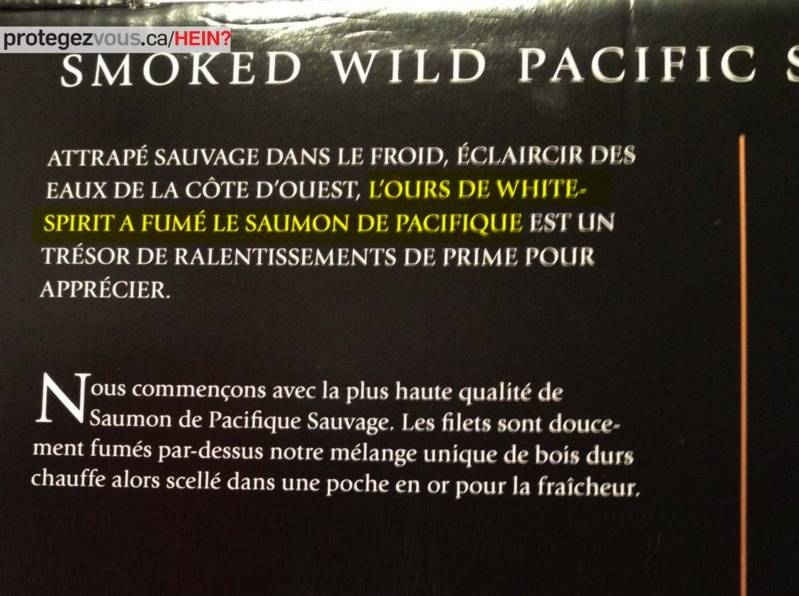 protegezvous.ca/HEIN?
SMOKED WILD PACIFIC S
ATTRAPÉ SAUVAGE DANS LE FROID, ÉCLAIRCIR DES
EAUX DE LA CÔTE D'OUEST, L'OURS DE WHITE-
SPIRIT A FUMÉ LE SAUMON DE PACIFIQUE EST UN
TRÉSOR DE RALENTISSEMENTS DE PRIME POUR
APPRÉCIER.
Nous commençons avec la plus haute qualité de
Saumon de Pacifique Sauvage. Les filets sont douce-
ment fumés par-dessus notre mélange unique de bois durs
chauffe alors scellé dans une poche en or pour la fraîcheur.